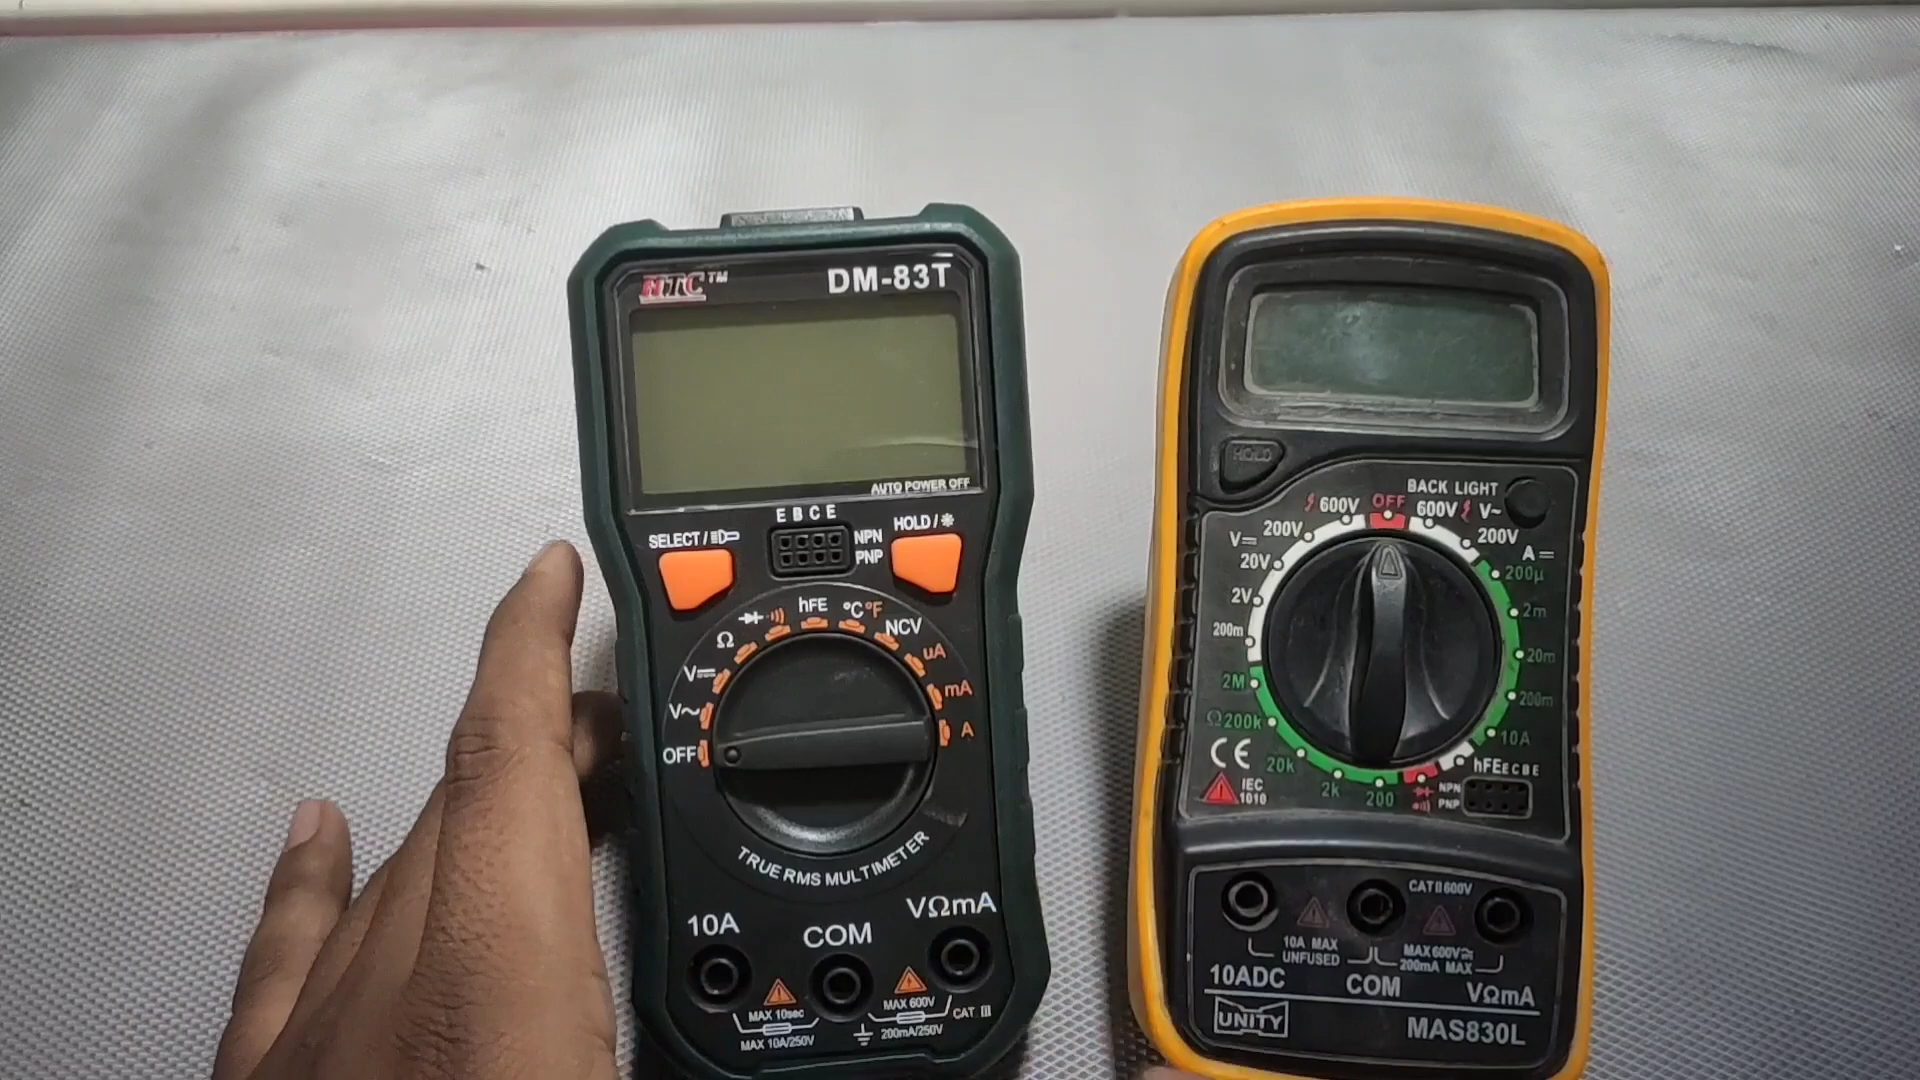 HTC™ DM-83T
AUTO POWER OFF
E B C E
SELECT / HOLD / ❋
NPN
PNP
hFE
°C°F
NCV
Ω
uA
V⎓
mA
V~
A
OFF
TRUE RMS MULTIMETER
10A COM VΩmA
MAX 10sec
MAX 10A/250V
MAX 600V
200mA/250V
CAT III
HOLD
BACK LIGHT
600V OFF 600V V~
200V 200V
V⎓ A⎓
20V 200µ
2V 2m
200m 20m
2M 200m
Ω 200k 10A
CE 20k 2k 200 hFE E C B E
IEC
1010
NPN
PNP
CAT II 600V
10A MAX
UNFUSED
MAX 600V≂
200mA MAX
10ADC COM VΩmA
UNITY MAS830L